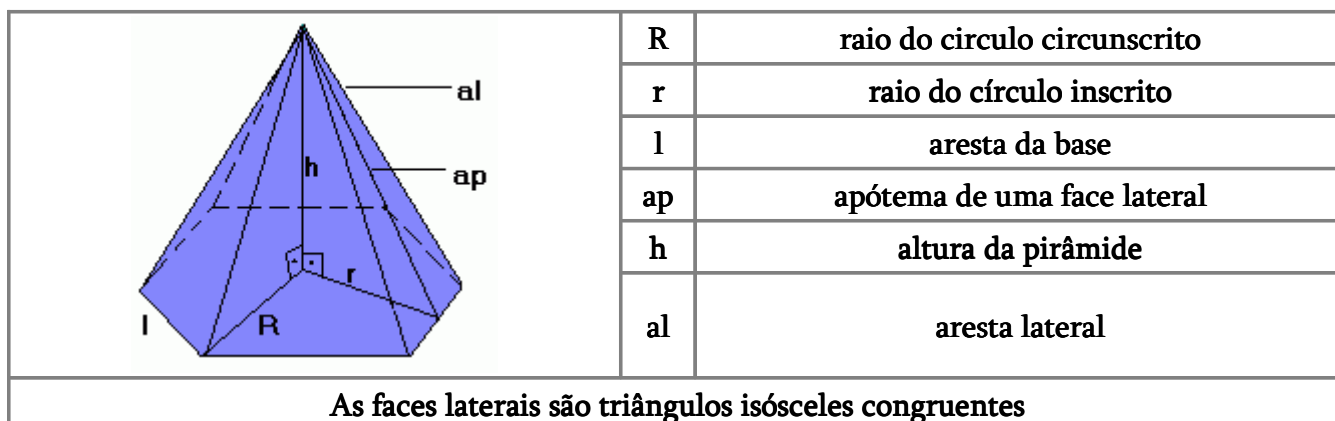 al
ap
h
r
l
R
R raio do circulo circunscrito
r raio do círculo inscrito
l aresta da base
ap apótema de uma face lateral
h altura da pirâmide
al aresta lateral
As faces laterais são triângulos isósceles congruentes